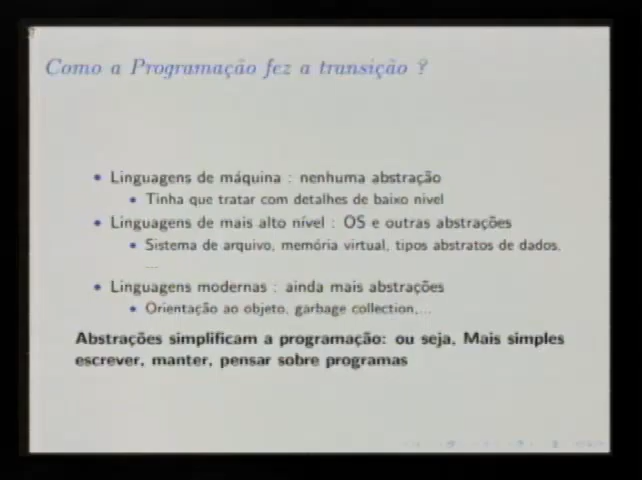 Como a Programação fez a transição ?
• Linguagens de máquina : nenhuma abstração
• Tinha que tratar com detalhes de baixo nivel
• Linguagens de mais alto nível : OS e outras abstrações
• Sistema de arquivo, memória virtual, tipos abstratos de dados,
...
• Linguagens modernas : ainda mais abstrações
• Orientação ao objeto, garbage collection,...
Abstrações simplificam a programação: ou seja, Mais simples
escrever, manter, pensar sobre programas